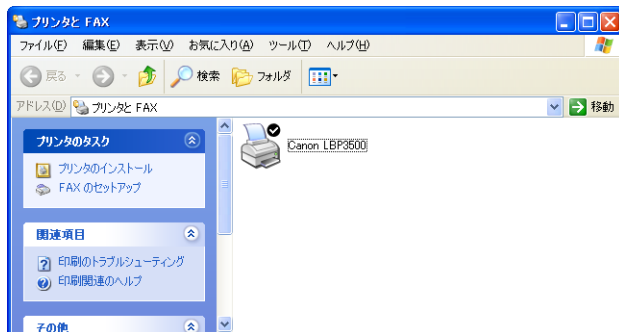 プリンタと FAX
ファイル(F) 編集(E) 表示(V) お気に入り(A) ツール(T) ヘルプ(H)
戻る 検索 フォルダ
アドレス(D) プリンタと FAX 移動
プリンタのタスク
プリンタのインストール
FAX のセットアップ
関連項目
印刷のトラブルシューティング
印刷関連のヘルプ
その他
Canon LBP3500